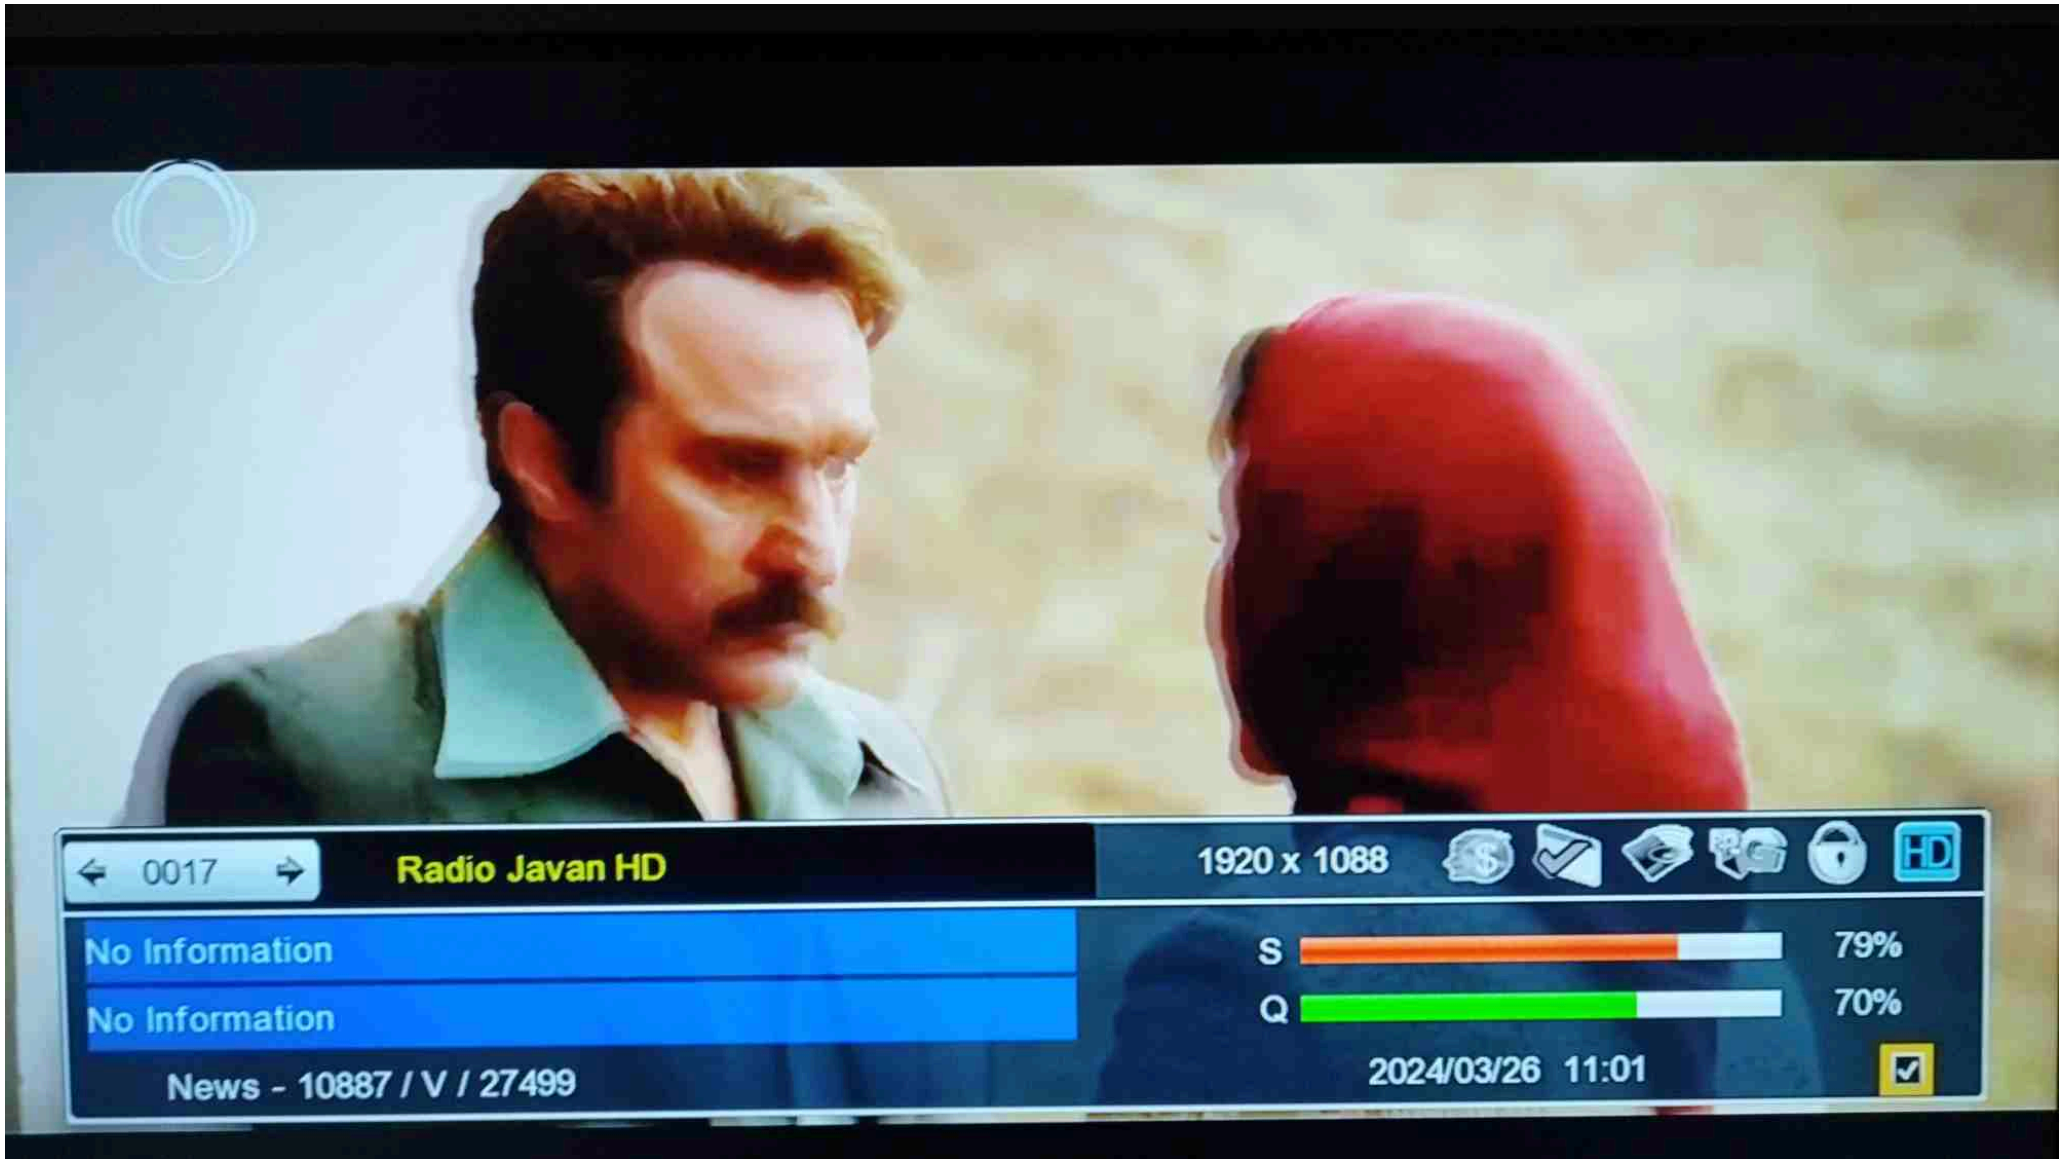 0017 Radio Javan HD 1920 x 1088 $ HD
No Information S 79%
No Information Q 70%
News - 10887 / V / 27499 2024/03/26 11:01